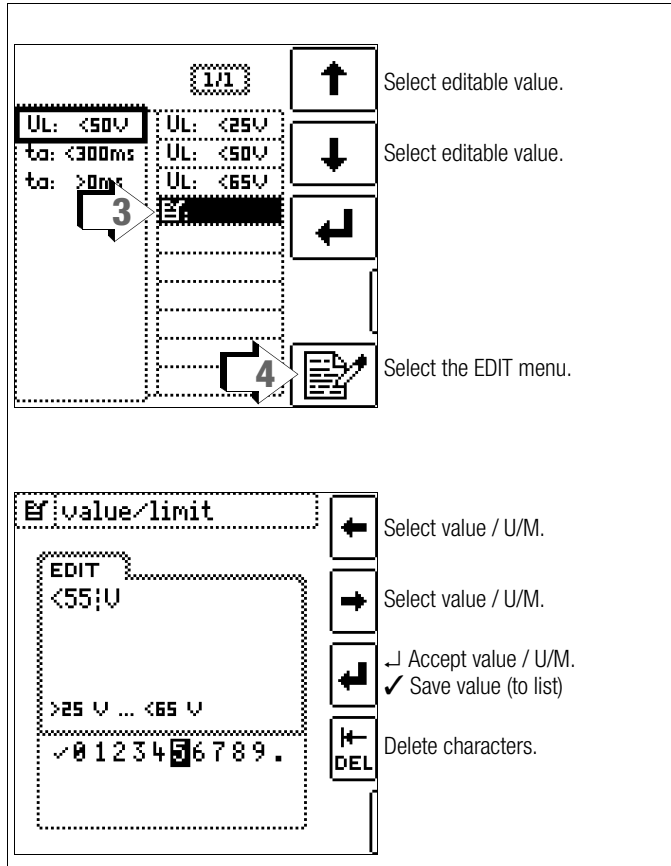 1/1
Select editable value.
UL: <50V UL: <25V
ta: <300ms UL: <50V
Select editable value.
ta: >0ms UL: <65V
3
4
Select the EDIT menu.
value/limit
Select value / U/M.
EDIT
<55¦V
Select value / U/M.
↵ Accept value / U/M.
✓ Save value (to list)
>25 V ... <65 V
✓0123456789.
DEL
Delete characters.